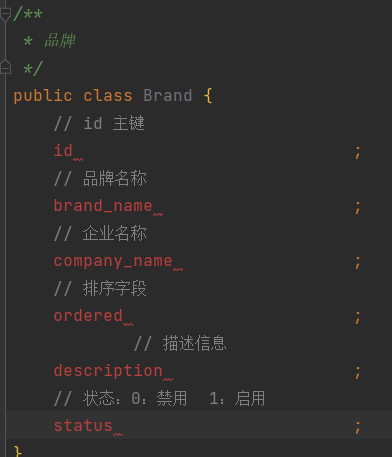 /**
 * 品牌
 */
public class Brand {
    // id 主键
    id                           ;
    // 品牌名称
    brand_name                   ;
    // 企业名称
    company_name                 ;
    // 排序字段
    ordered                      ;
            // 描述信息
    description                  ;
    // 状态：0：禁用  1：启用
    status                       ;
}